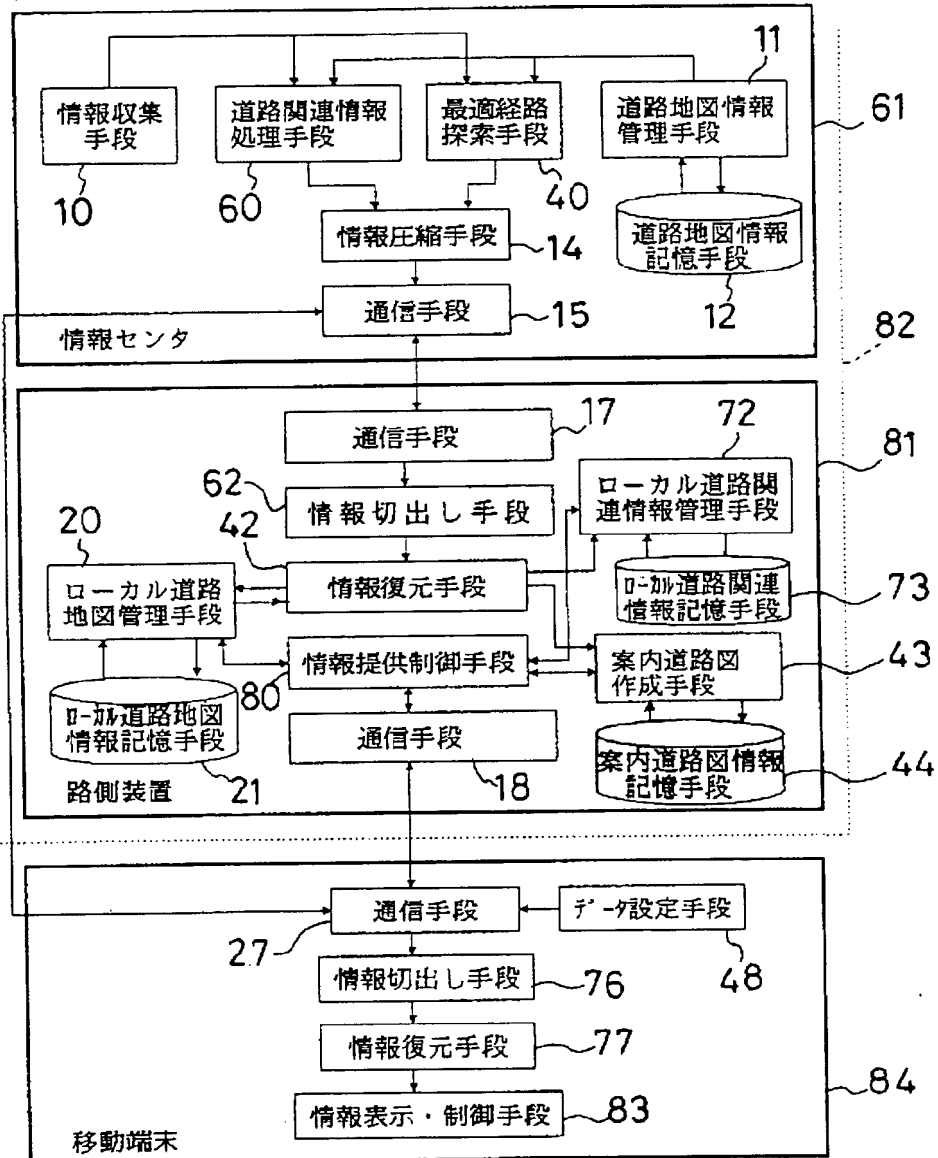 11
情報収集
手段
10
道路関連情報
処理手段
60
最適経路
探索手段
40
道路地図情報
管理手段
61
情報圧縮手段
14
道路地図情報
記憶手段
12
通信手段
15
情報センタ
82
通信手段
17
72
81
62
情報切出し手段
ローカル道路関
連情報管理手段
20
42
ローカル道路
地図管理手段
情報復元手段
ローカル道路関連
情報記憶手段
73
情報提供制御手段
80
案内道路図
作成手段
43
ローカル道路地図
情報記憶手段
21
通信手段
18
案内道路図情報
記憶手段
44
路側装置
通信手段
27
データ設定手段
48
情報切出し手段
76
情報復元手段
77
84
情報表示・制御手段
83
移動端末